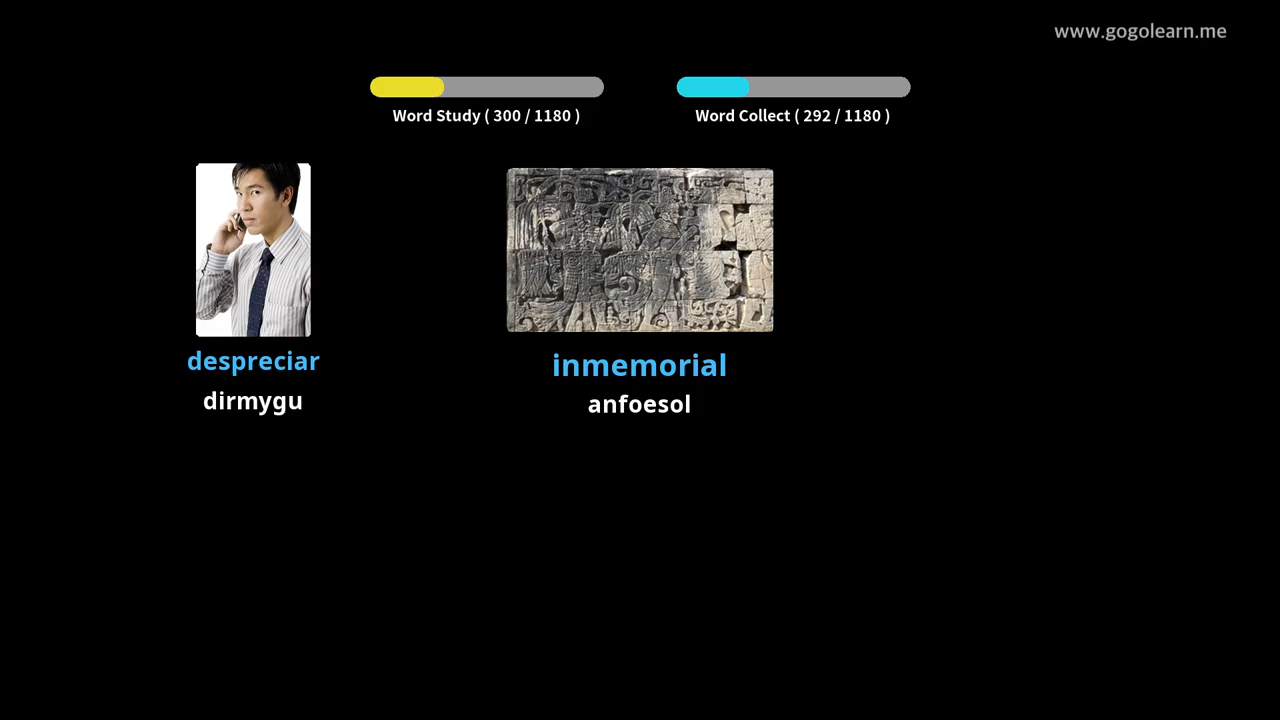 www.gogolearn.me
Word Study ( 300 / 1180 )
Word Collect ( 292 / 1180 )
despreciar
dirmygu
inmemorial
anfoesol